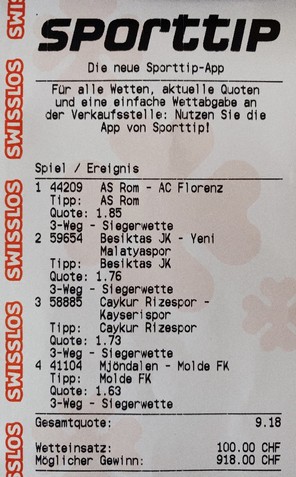 sporttip
Die neue Sporttip-App
Für alle Wetten, aktuelle Quoten
und eine einfache Wettabgabe an
der Verkaufsstelle: Nutzen Sie die
App von Sporttip!
Spiel / Ereignis
1 44209 AS Rom - AC Florenz
Tipp: AS Rom
Quote: 1.85
3-Weg - Siegerwette
2 59654 Besiktas JK - Yeni
Malatyaspor
Tipp: Besiktas JK
Quote: 1.76
3-Weg - Siegerwette
3 58885 Caykur Rizespor -
Kayserispor
Tipp: Caykur Rizespor
Quote: 1.73
3-Weg - Siegerwette
4 41104 Mjöndalen - Molde FK
Tipp: Molde FK
Quote: 1.63
3-Weg - Siegerwette
Gesamtquote: 9.18
Wetteinsatz: 100.00 CHF
Möglicher Gewinn: 918.00 CHF
SWISSLOS
SWISSLOS
SWISSLOS